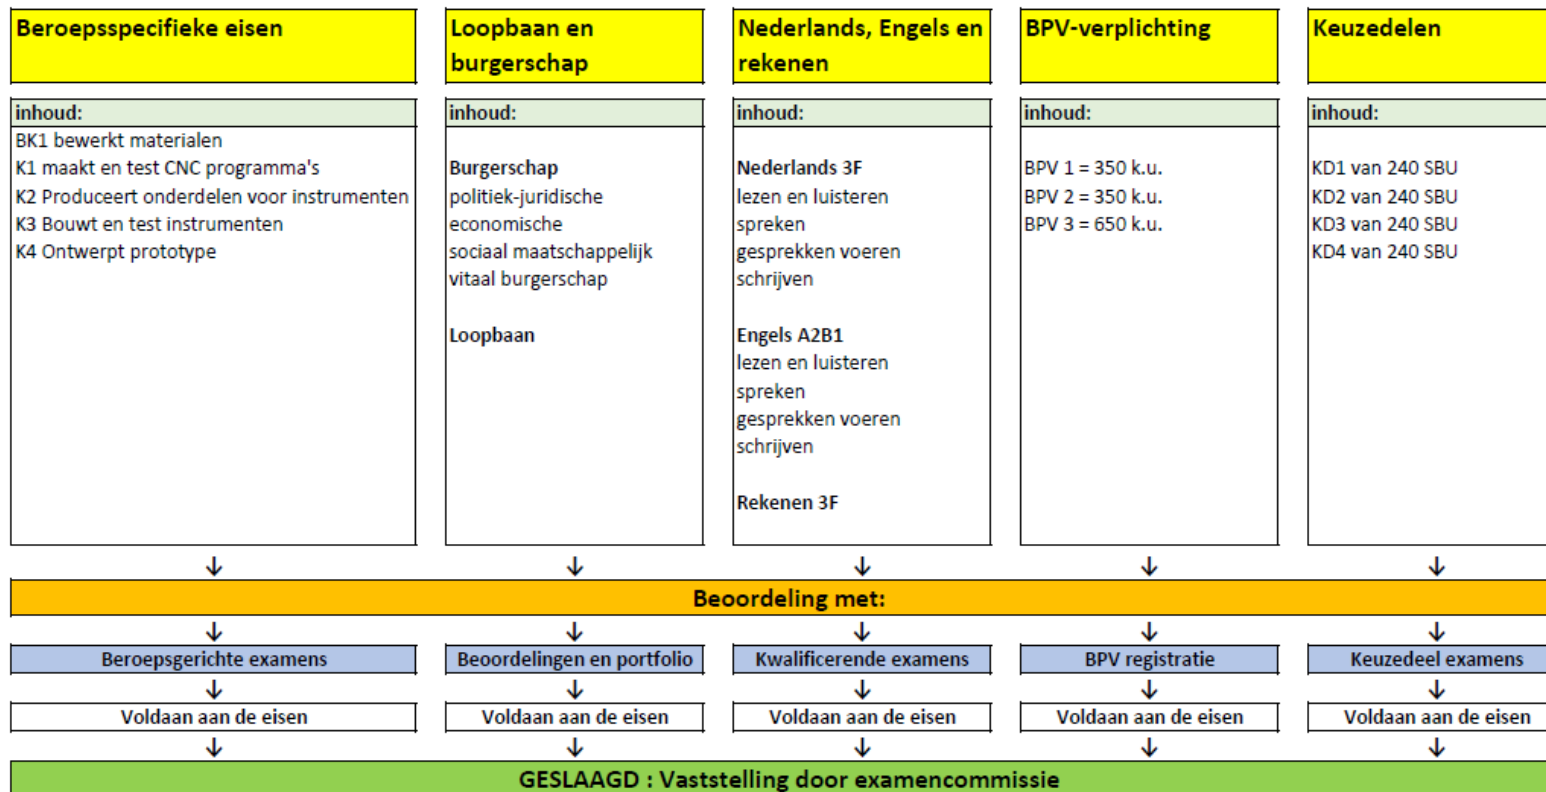 Beroepsspecifieke eisen
Loopbaan en
burgerschap
Nederlands, Engels en
rekenen
BPV-verplichting
Keuzedelen
inhoud:
BK1 bewerkt materialen
K1 maakt en test CNC programma's
K2 Produceert onderdelen voor instrumenten
K3 Bouwt en test instrumenten
K4 Ontwerpt prototype
inhoud:
Burgerschap
politiek-juridische
economische
sociaal maatschappelijk
vitaal burgerschap
Loopbaan
inhoud:
Nederlands 3F
lezen en luisteren
spreken
gesprekken voeren
schrijven
Engels A2B1
lezen en luisteren
spreken
gesprekken voeren
schrijven
Rekenen 3F
inhoud:
BPV 1 = 350 k.u.
BPV 2 = 350 k.u.
BPV 3 = 650 k.u.
inhoud:
KD1 van 240 SBU
KD2 van 240 SBU
KD3 van 240 SBU
KD4 van 240 SBU
Beoordeling met:
Beroepsgerichte examens
Beoordelingen en portfolio
Kwalificerende examens
BPV registratie
Keuzedeel examens
Voldaan aan de eisen
Voldaan aan de eisen
Voldaan aan de eisen
Voldaan aan de eisen
Voldaan aan de eisen
GESLAAGD : Vaststelling door examencommissie